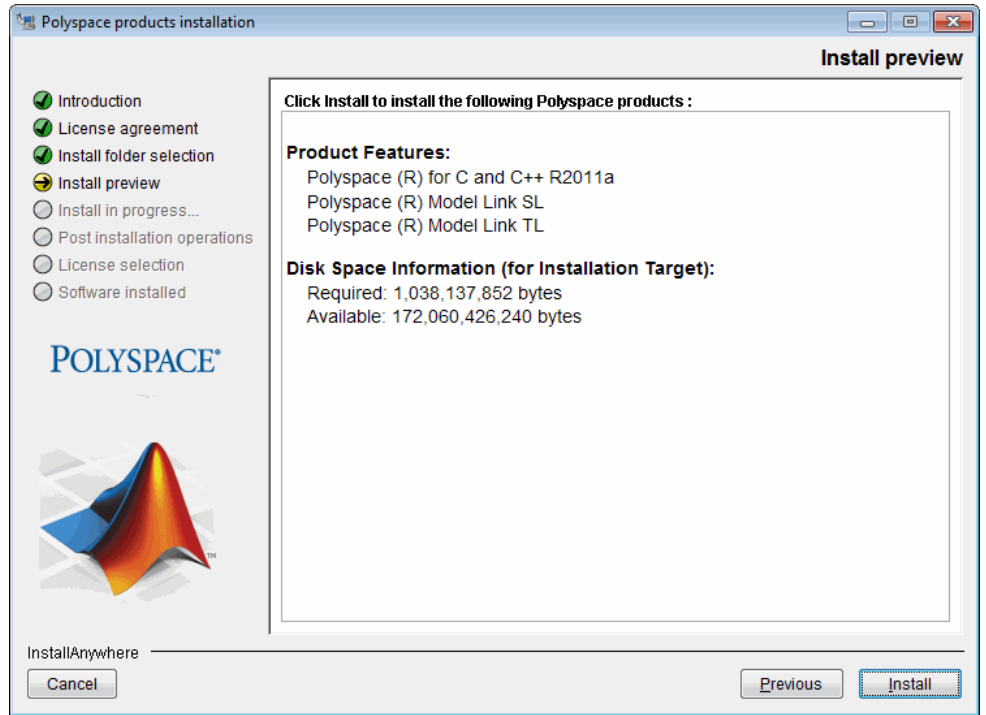 Polyspace products installation
Install preview
Introduction
License agreement
Install folder selection
Install preview
Install in progress...
Post installation operations
License selection
Software installed
POLYSPACE®
TM
Click Install to install the following Polyspace products :
Product Features:
Polyspace (R) for C and C++ R2011a
Polyspace (R) Model Link SL
Polyspace (R) Model Link TL
Disk Space Information (for Installation Target):
Required: 1,038,137,852 bytes
Available: 172,060,426,240 bytes
InstallAnywhere
Cancel
Previous
Install